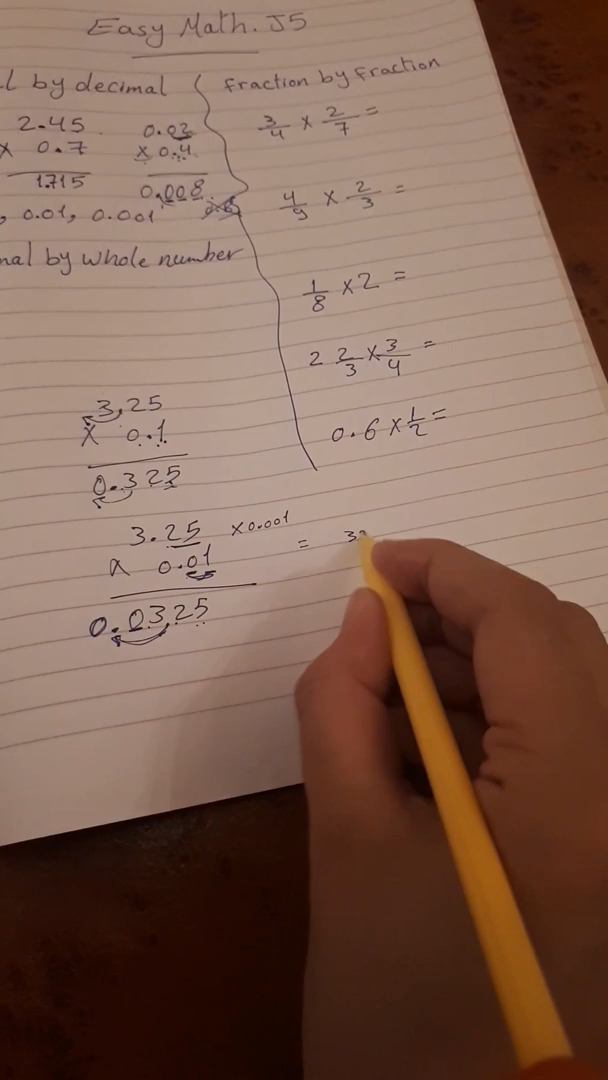 Easy Math. J5
l by decimal
2.45
x 0.7
1.715
0.02
x 0.4
0.008
, 0.01, 0.001
nal by whole number
3,25
x 0.1
0.325
3.25 x0.001
x 0.01
0.0325
=
fraction by fraction
3/4 x 2/7 =
4/9 x 2/3 =
1/8 x 2 =
2 2/3 x 3/4 =
0.6 x 1/2 =